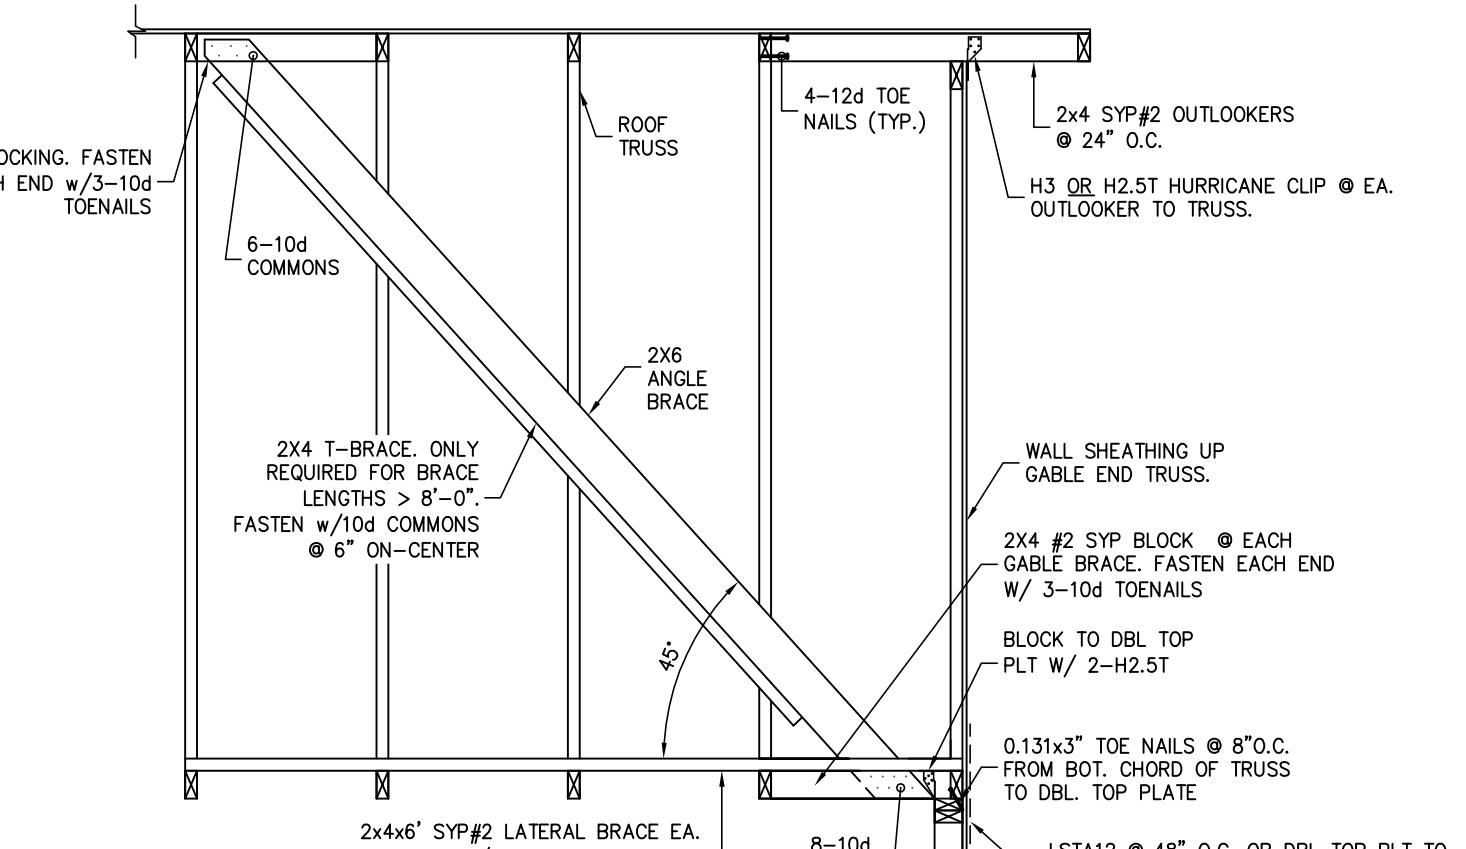 4-12d TOE
NAILS (TYP.)
2x4 SYP#2 OUTLOOKERS
@ 24" O.C.
ROOF
TRUSS
FASTEN
END w/3-10d
TOENAILS
H3 OR H2.5T HURRICANE CLIP @ EA.
OUTLOOKER TO TRUSS.
6-10d
COMMONS
2X6
ANGLE
BRACE
2X4 T-BRACE. ONLY
REQUIRED FOR BRACE
LENGTHS > 8'-0".
FASTEN w/10d COMMONS
@ 6" ON-CENTER
WALL SHEATHING UP
GABLE END TRUSS.
2X4 #2 SYP BLOCK @ EACH
GABLE BRACE. FASTEN EACH END
W/ 3-10d TOENAILS
45°
BLOCK TO DBL TOP
PLT W/ 2-H2.5T
0.131x3" TOE NAILS @ 8"O.C.
FROM BOT. CHORD OF TRUSS
TO DBL. TOP PLATE
2x4x6' SYP#2 LATERAL BRACE EA.
8-10d